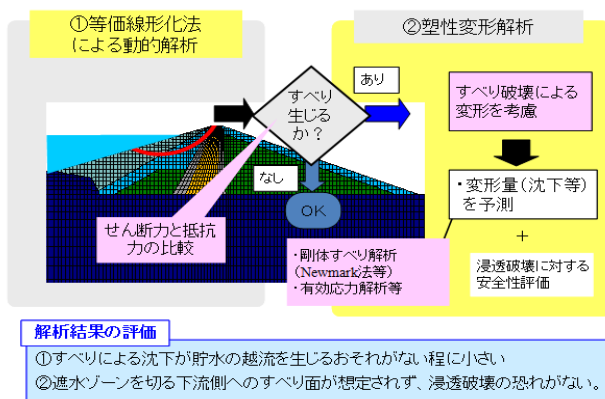 ①等価線形化法
による動的解析
②塑性変形解析
すべり
生じる
か？
あり
なし
OK
すべり破壊による
変形を考慮
・変形量（沈下等）
を予測
＋
浸透破壊に対する
安全性評価
せん断力と抵抗
力の比較
・剛体すべり解析
（Newmark法等）
・有効応力解析等
解析結果の評価
①すべりによる沈下が貯水の越流を生じるおそれがない程に小さい
②遮水ゾーンを切る下流側へのすべり面が想定されず、浸透破壊の恐れがない。